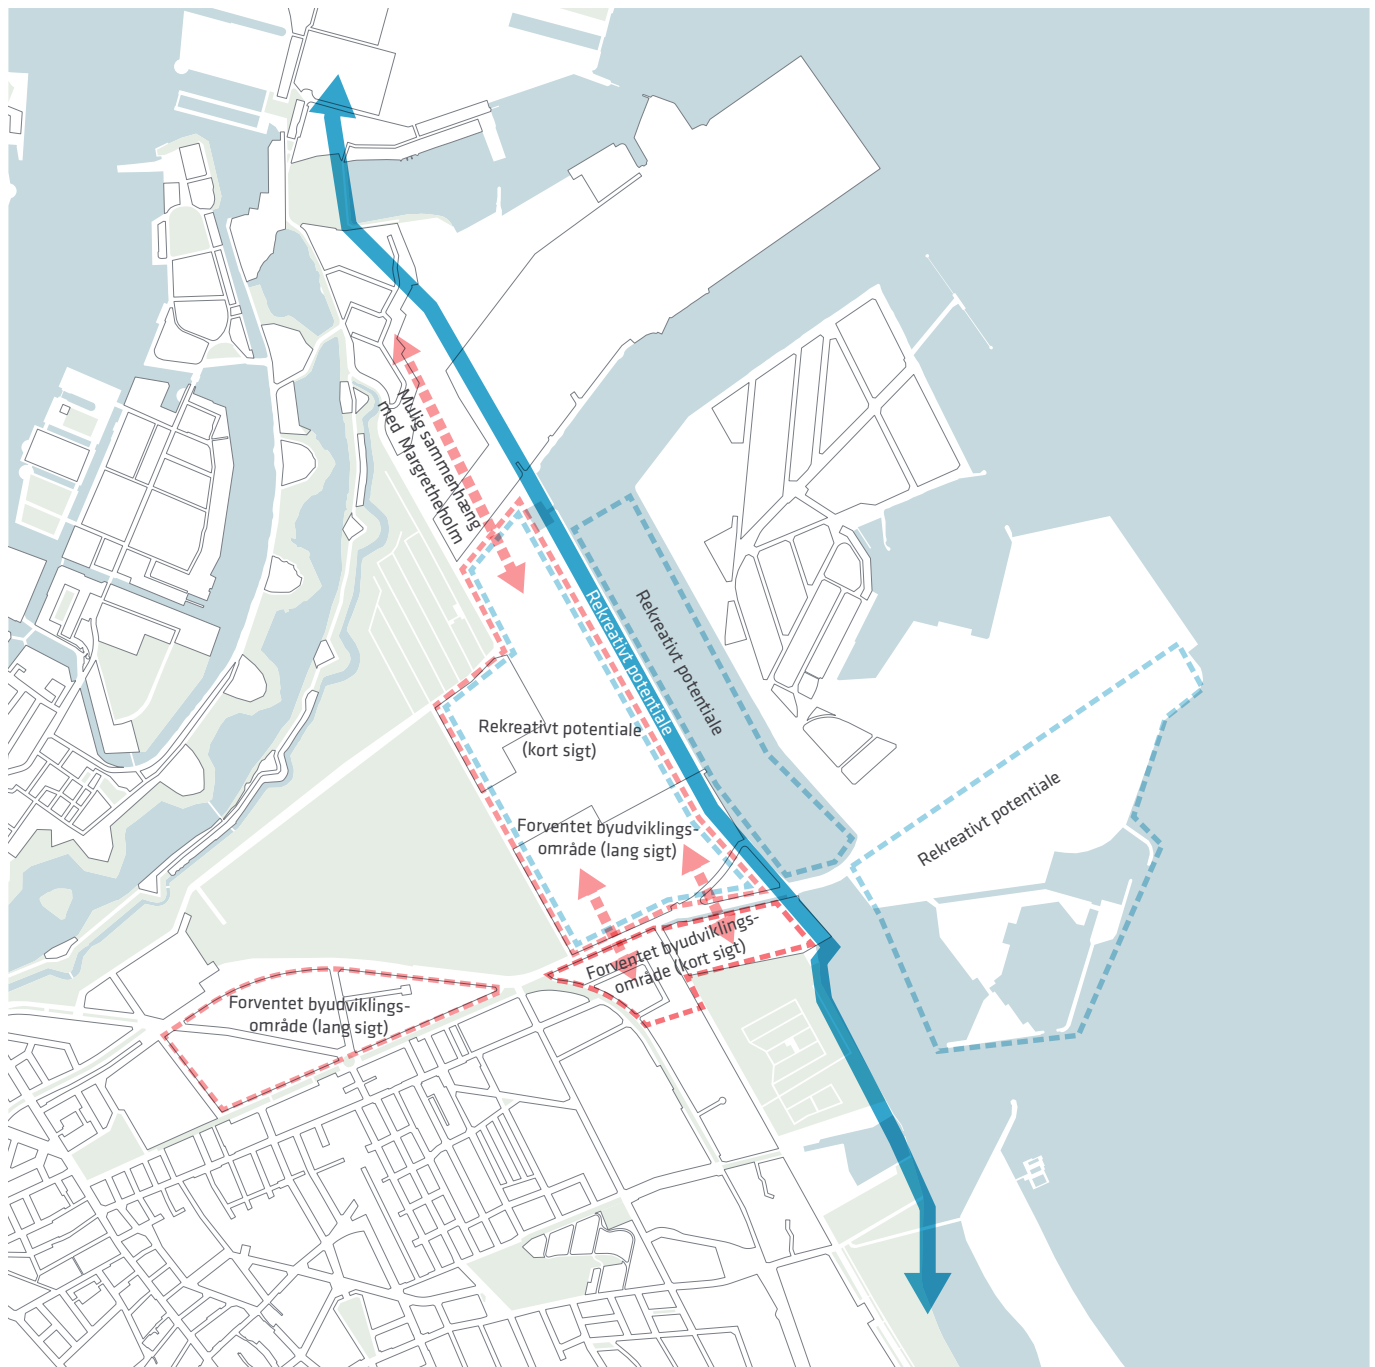 Mulig sammenhæng
med Margretheholm
Rekreativt potentiale
Rekreativt potentiale
Rekreativt potentiale
(kort sigt)
Rekreativt potentiale
Forventet byudviklings-
område (lang sigt)
Forventet byudviklings-
område (kort sigt)
Forventet byudviklings-
område (lang sigt)